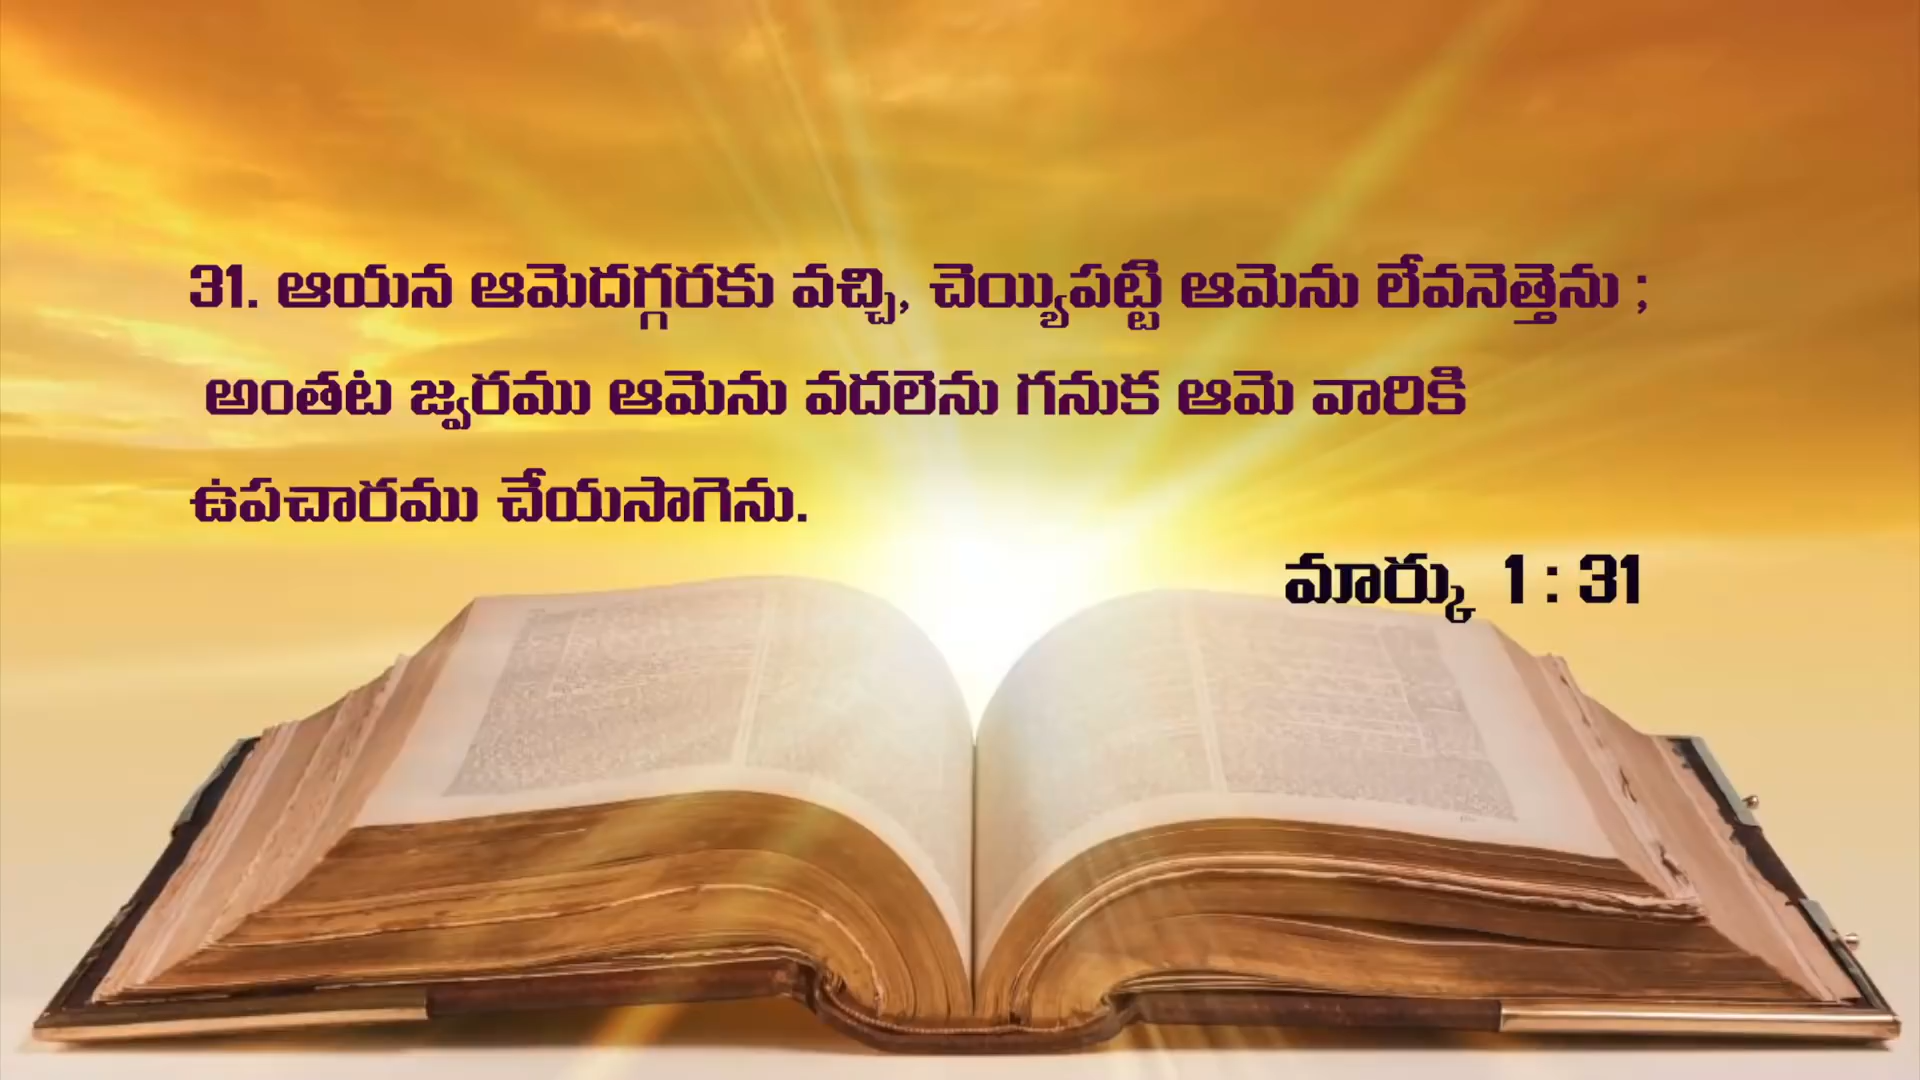 31. ఆయన ఆమెదగ్గరకు వచ్చి, చెయ్యిపట్టి ఆమెను లేవనెత్తెను ;
అంతట జ్వరము ఆమెను వదలెను గనుక ఆమె వారికి
ఉపచారము చేయసాగెను.
మార్కు 1 : 31